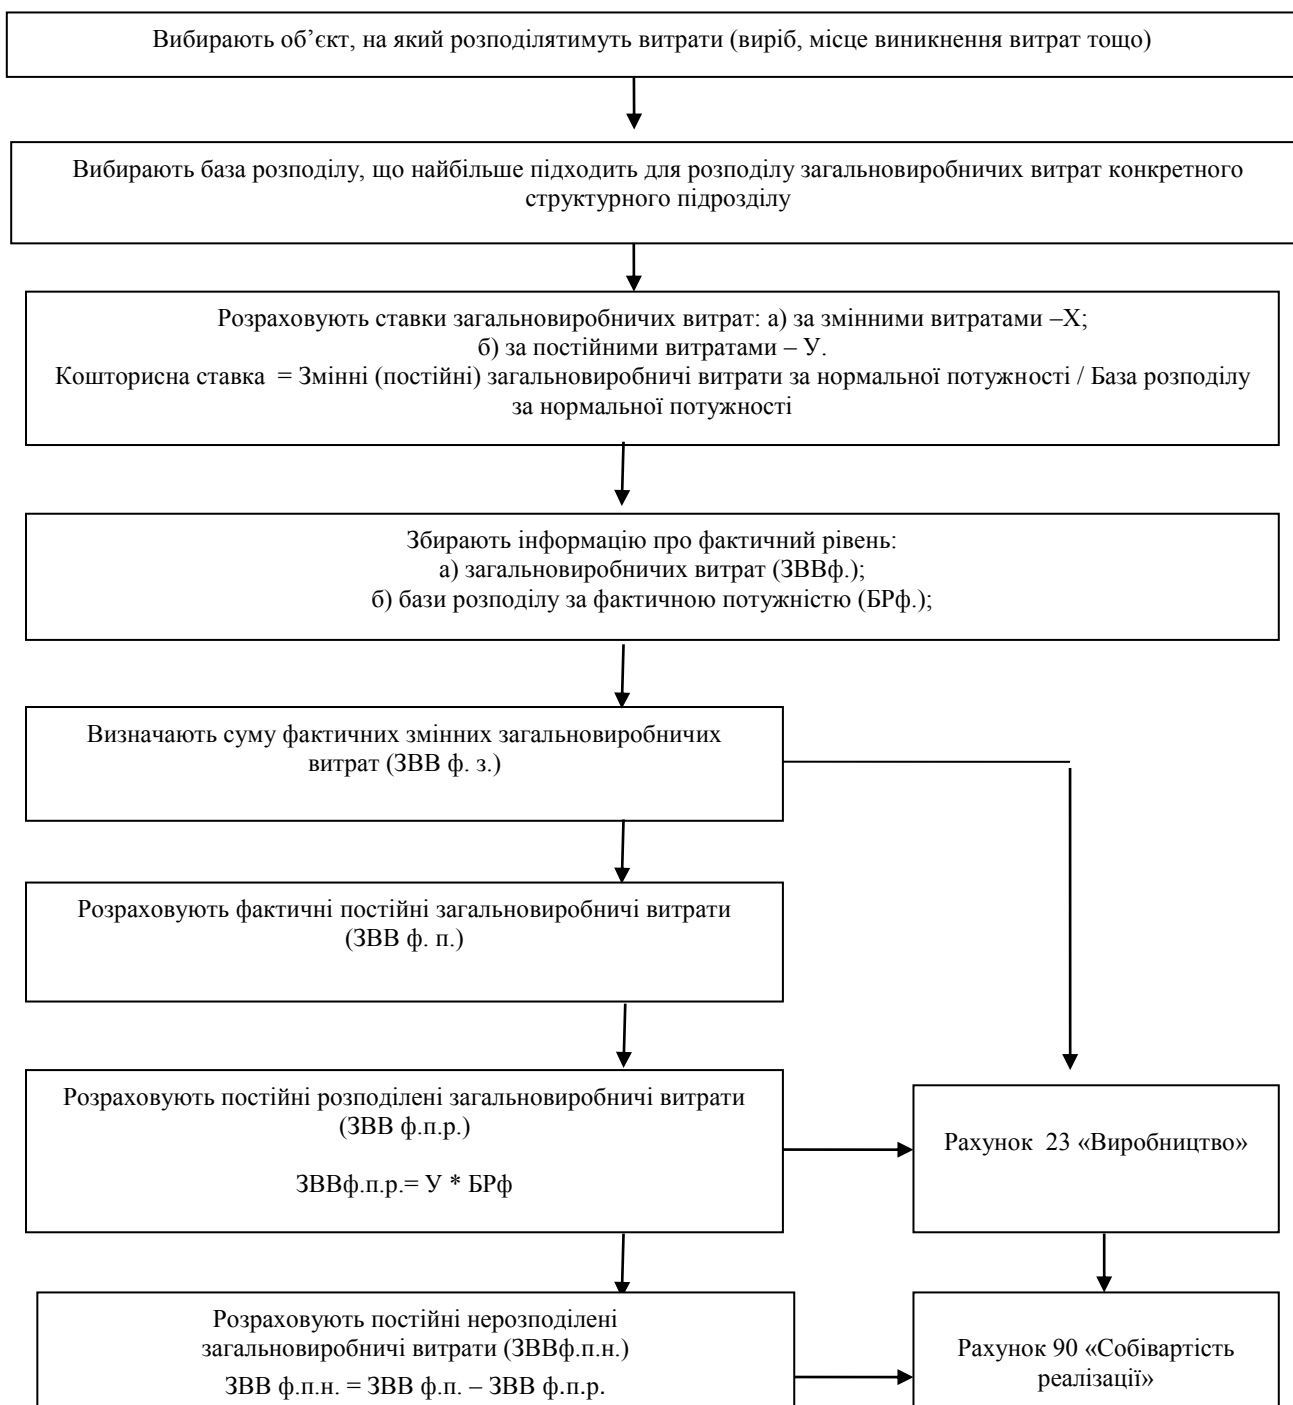 Вибирають об’єкт, на який розподілятимуть витрати (виріб, місце виникнення витрат тощо)
Вибирають база розподілу, що найбільше підходить для розподілу загальновиробничих витрат конкретного
структурного підрозділу
Розраховують ставки загальновиробничих витрат: а) за змінними витратами –Х;
б) за постійними витратами – У.
Кошторисна ставка = Змінні (постійні) загальновиробничі витрати за нормальної потужності / База розподілу
за нормальної потужності
Збирають інформацію про фактичний рівень:
а) загальновиробничих витрат (ЗВВф.);
б) бази розподілу за фактичною потужністю (БРф.);
Визначають суму фактичних змінних загальновиробничих
витрат (ЗВВ ф. з.)
Розраховують фактичні постійні загальновиробничі витрати
(ЗВВ ф. п.)
Розраховують постійні розподілені загальновиробничі витрати
(ЗВВ ф.п.р.)
ЗВВф.п.р.= У * БРф
Рахунок 23 «Виробництво»
Розраховують постійні нерозподілені
загальновиробничі витрати (ЗВВф.п.н.)
ЗВВ ф.п.н. = ЗВВ ф.п. – ЗВВ ф.п.р.
Рахунок 90 «Собівартість
реалізації»